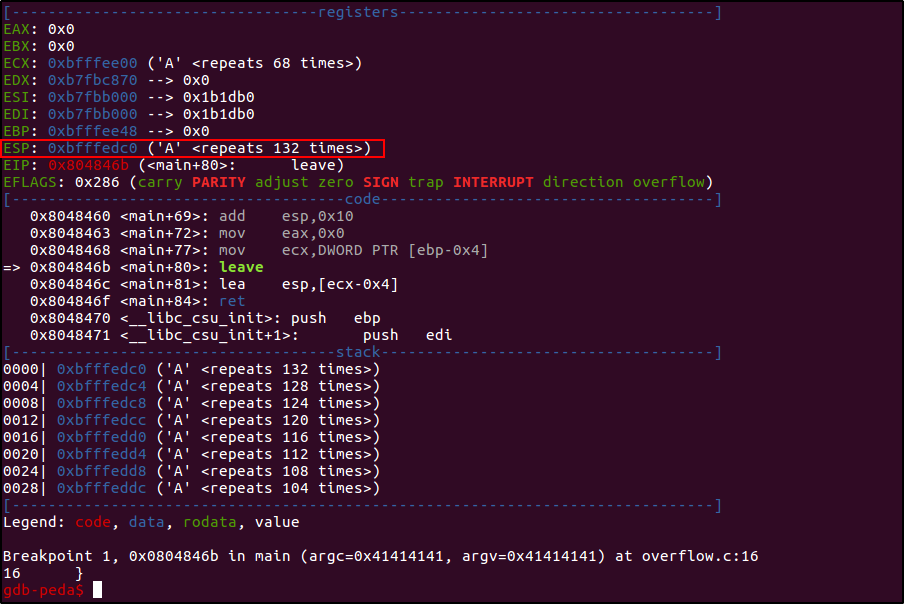 [----------------------------------registers-----------------------------------]
EAX: 0x0
EBX: 0x0
ECX: 0xbfffee00 ('A' <repeats 68 times>)
EDX: 0xb7fbc870 --> 0x0
ESI: 0xb7fbb000 --> 0x1b1db0
EDI: 0xb7fbb000 --> 0x1b1db0
EBP: 0xbfffee48 --> 0x0
ESP: 0xbfffedc0 ('A' <repeats 132 times>)
EIP: 0x804846b (<main+80>:	leave)
EFLAGS: 0x286 (carry PARITY adjust zero SIGN trap INTERRUPT direction overflow)
[-------------------------------------code-------------------------------------]
   0x8048460 <main+69>:	add    esp,0x10
   0x8048463 <main+72>:	mov    eax,0x0
   0x8048468 <main+77>:	mov    ecx,DWORD PTR [ebp-0x4]
=> 0x804846b <main+80>:	leave
   0x804846c <main+81>:	lea    esp,[ecx-0x4]
   0x804846f <main+84>:	ret
   0x8048470 <__libc_csu_init>:	push   ebp
   0x8048471 <__libc_csu_init+1>:	push   edi
[------------------------------------stack-------------------------------------]
0000| 0xbfffedc0 ('A' <repeats 132 times>)
0004| 0xbfffedc4 ('A' <repeats 128 times>)
0008| 0xbfffedc8 ('A' <repeats 124 times>)
0012| 0xbfffedcc ('A' <repeats 120 times>)
0016| 0xbfffedd0 ('A' <repeats 116 times>)
0020| 0xbfffedd4 ('A' <repeats 112 times>)
0024| 0xbfffedd8 ('A' <repeats 108 times>)
0028| 0xbfffeddc ('A' <repeats 104 times>)
[------------------------------------------------------------------------------]
Legend: code, data, rodata, value

Breakpoint 1, 0x0804846b in main (argc=0x41414141, argv=0x41414141) at overflow.c:16
16	}
gdb-peda$